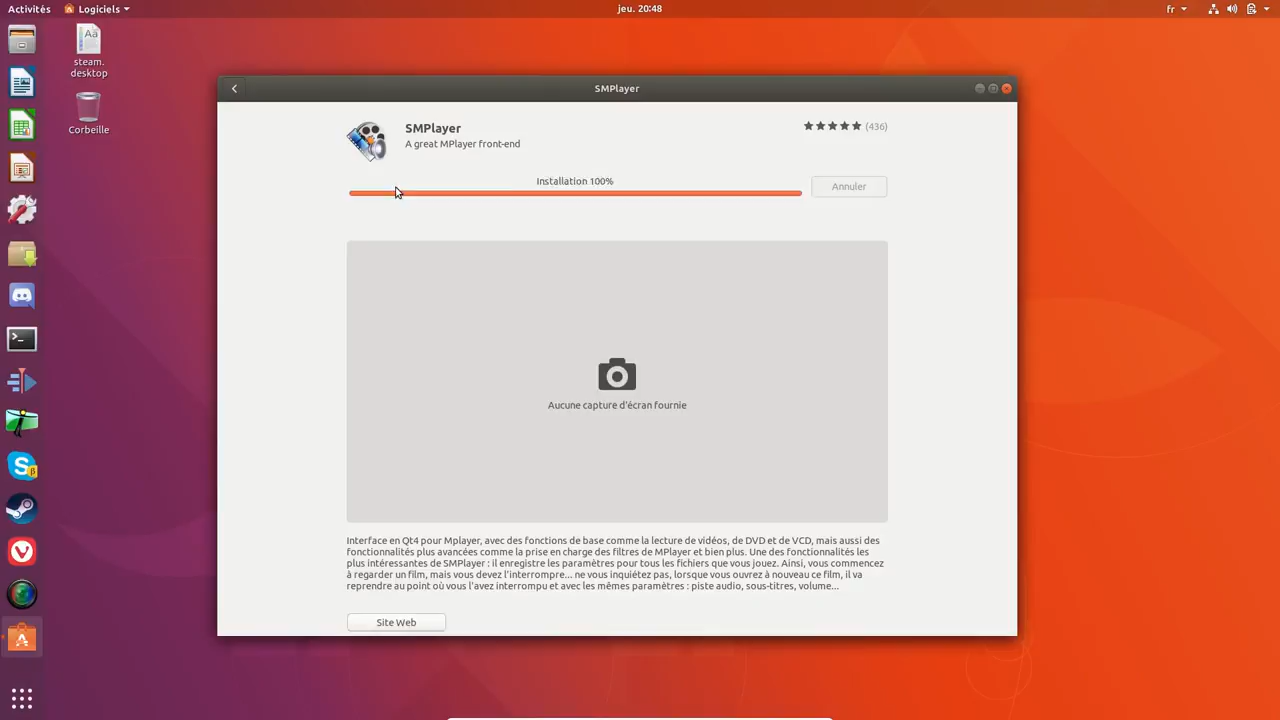 Activités
Logiciels
jeu. 20:48
fr
steam.
desktop
Corbeille
SMPlayer
SMPlayer
A great MPlayer front-end
(436)
Installation 100%
Annuler
Aucune capture d'écran fournie
Interface en Qt4 pour Mplayer, avec des fonctions de base comme la lecture de vidéos, de DVD et de VCD, mais aussi des
fonctionnalités plus avancées comme la prise en charge des filtres de MPlayer et bien plus. Une des fonctionnalités les
plus intéressantes de SMPlayer : il enregistre les paramètres pour tous les fichiers que vous jouez. Ainsi, vous commencez
à regarder un film, mais vous devez l'interrompre... ne vous inquiétez pas, lorsque vous ouvrez à nouveau ce film, il va
reprendre au point où vous l'avez interrompu et avec les mêmes paramètres : piste audio, sous-titres, volume...
Site Web